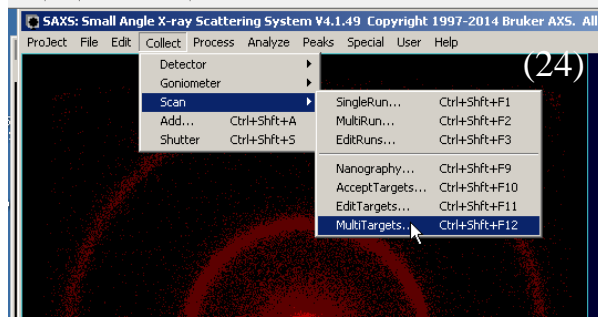 SAXS: Small Angle X-ray Scattering System V4.1.49 Copyright 1997-2014 Bruker AXS. All
ProJect File Edit Collect Process Analyze Peaks Special User Help
(24)
Detector
Goniometer
Scan
Add... Ctrl+Shft+A
Shutter Ctrl+Shft+S
SingleRun... Ctrl+Shft+F1
MultiRun... Ctrl+Shft+F2
EditRuns... Ctrl+Shft+F3
Nanography... Ctrl+Shft+F9
AcceptTargets... Ctrl+Shft+F10
EditTargets... Ctrl+Shft+F11
MultiTargets... Ctrl+Shft+F12